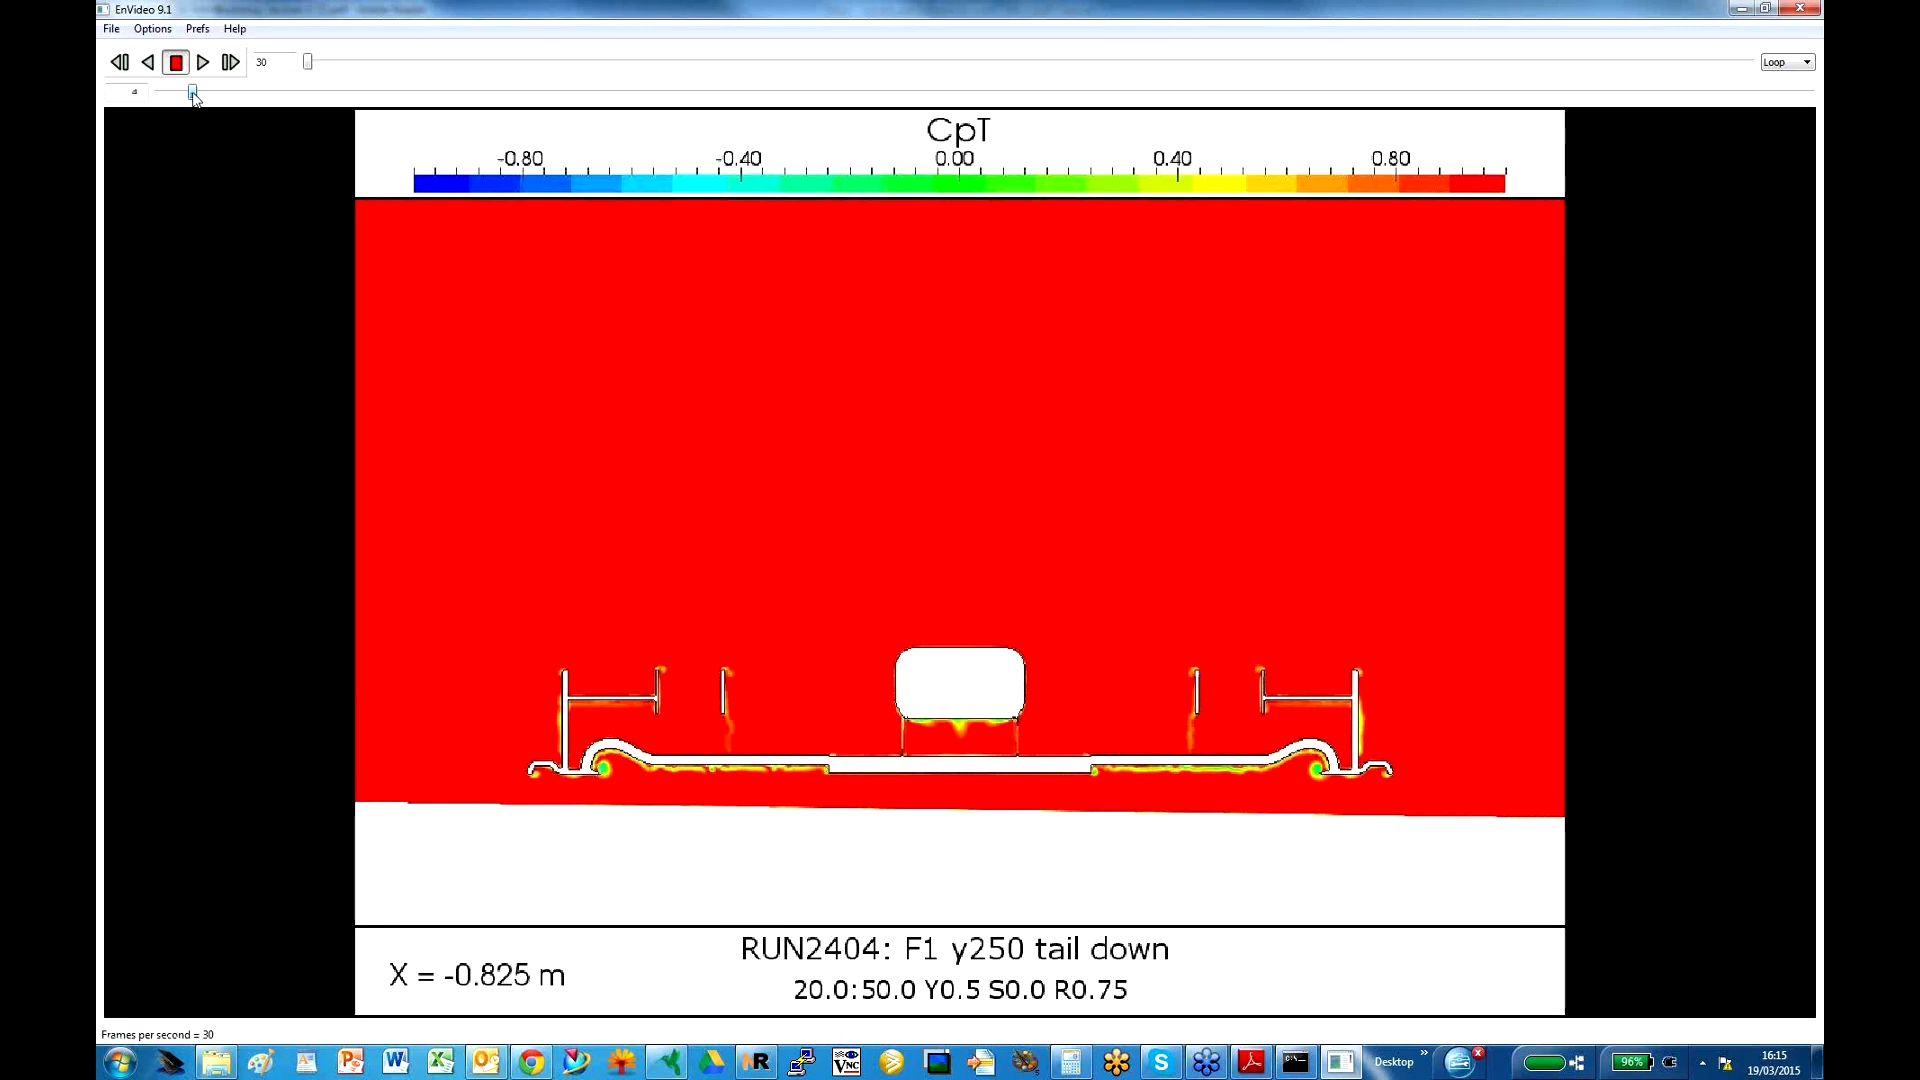 EnVideo 9.1
File Options Prefs Help
30
Loop
4
CpT
-0.80 -0.40 0.00 0.40 0.80
RUN2404: F1 y250 tail down
X = -0.825 m
20.0:50.0 Y0.5 S0.0 R0.75
Frames per second = 30
Desktop
96%
16:15
19/03/2015